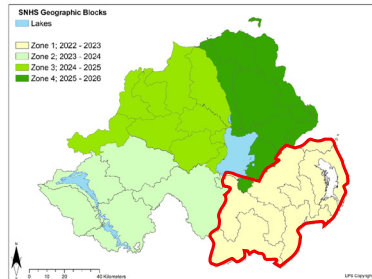 SNHS Geographic Blocks
Lakes
Zone 1; 2022 - 2023
Zone 2; 2023 - 2024
Zone 3; 2024 - 2025
Zone 4; 2025 - 2026
N
0 10 20 40 Kilometers
UFS Copyright